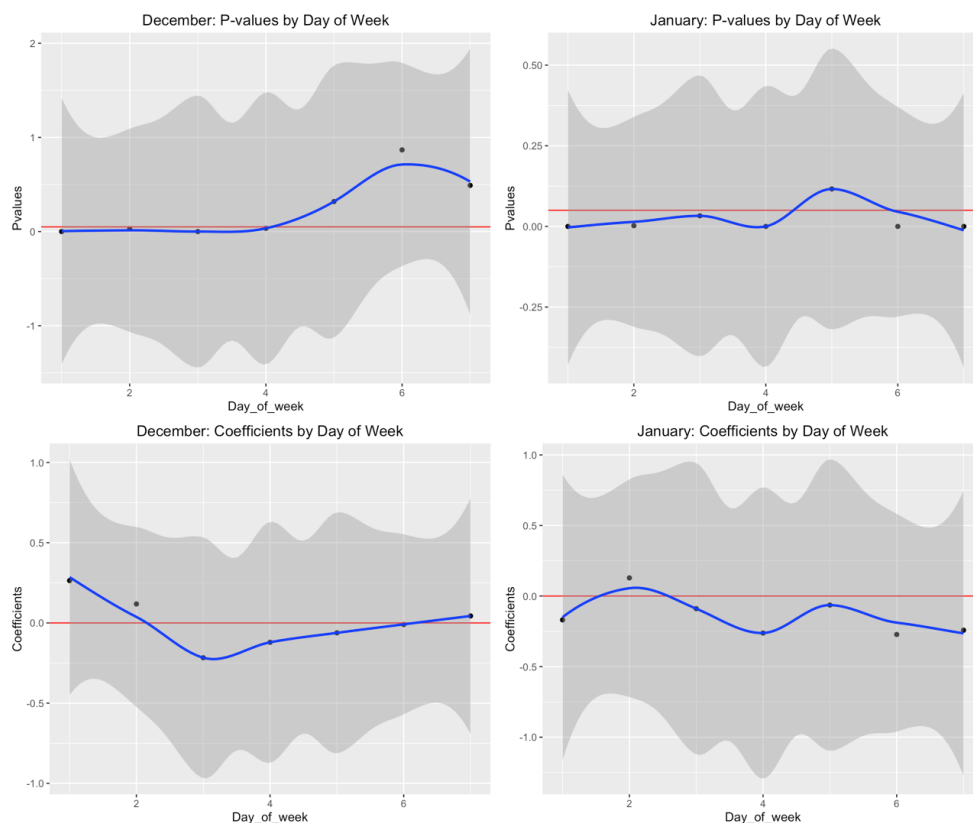 December: P-values by Day of Week
2
1
0
-1
Pvalues
2
4
6
Day_of_week
January: P-values by Day of Week
0.50
0.25
0.00
-0.25
Pvalues
2
4
6
Day_of_week
December: Coefficients by Day of Week
1.0
0.5
0.0
-0.5
-1.0
Coefficients
2
4
6
Day_of_week
January: Coefficients by Day of Week
1.0
0.5
0.0
-0.5
-1.0
Coefficients
2
4
6
Day_of_week